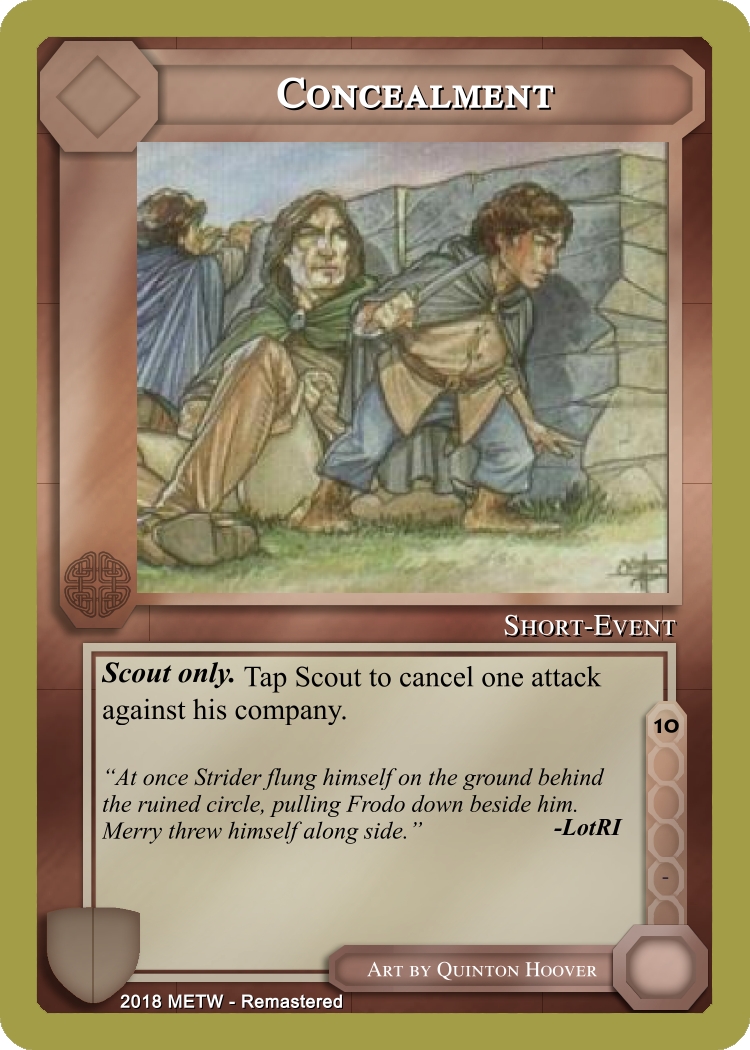 Concealment
Short-Event
Scout only. Tap Scout to cancel one attack
against his company.
10
“At once Strider flung himself on the ground behind
the ruined circle, pulling Frodo down beside him.
Merry threw himself along side.”
-LotRI
-
Art by Quinton Hoover
2018 METW - Remastered